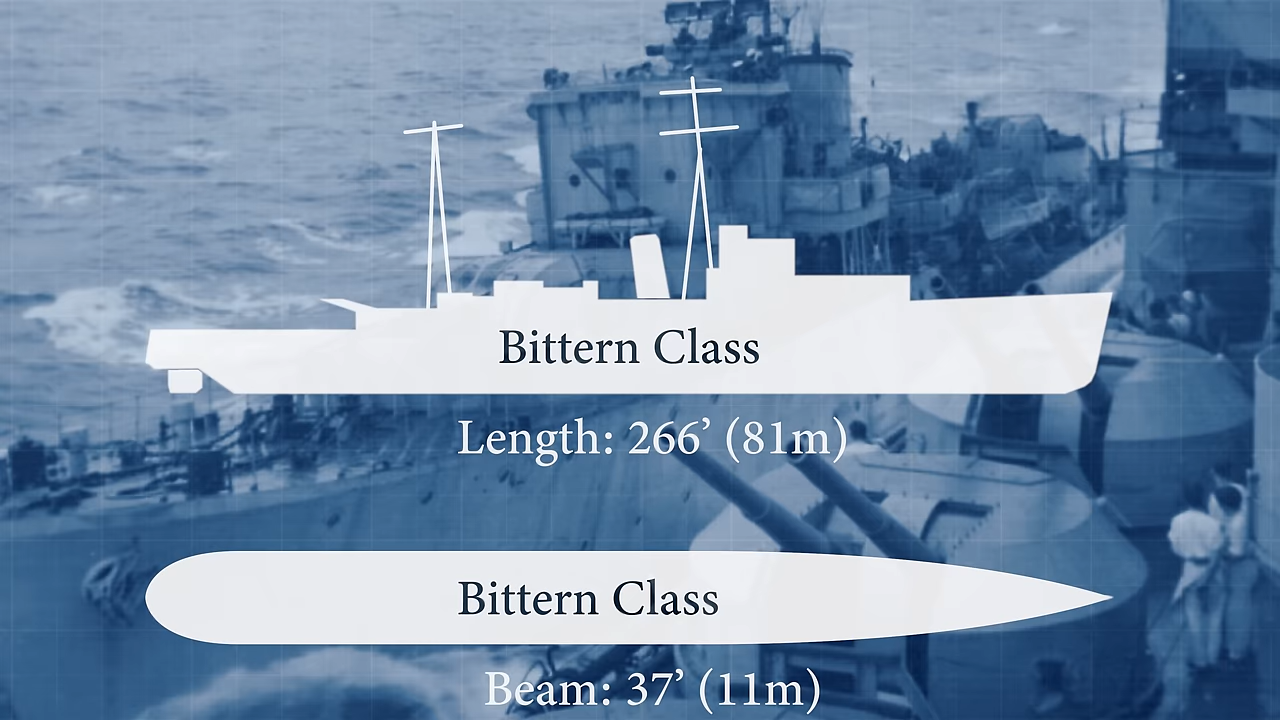 Bittern Class
Length: 266’ (81m)
Bittern Class
Beam: 37’ (11m)